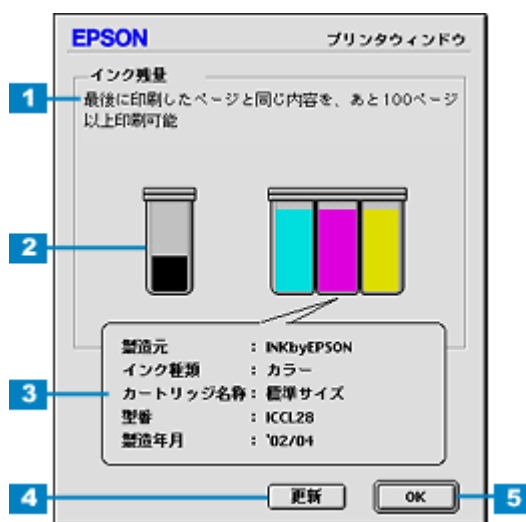 EPSON プリンタウィンドウ
インク残量
1 最後に印刷したページと同じ内容を、あと100ページ
以上印刷可能
2
製造元 : INKbyEPSON
インク種類 : カラー
3 カートリッジ名称 : 標準サイズ
型番 : ICCL28
製造年月 : '02/04
4 更新 OK 5